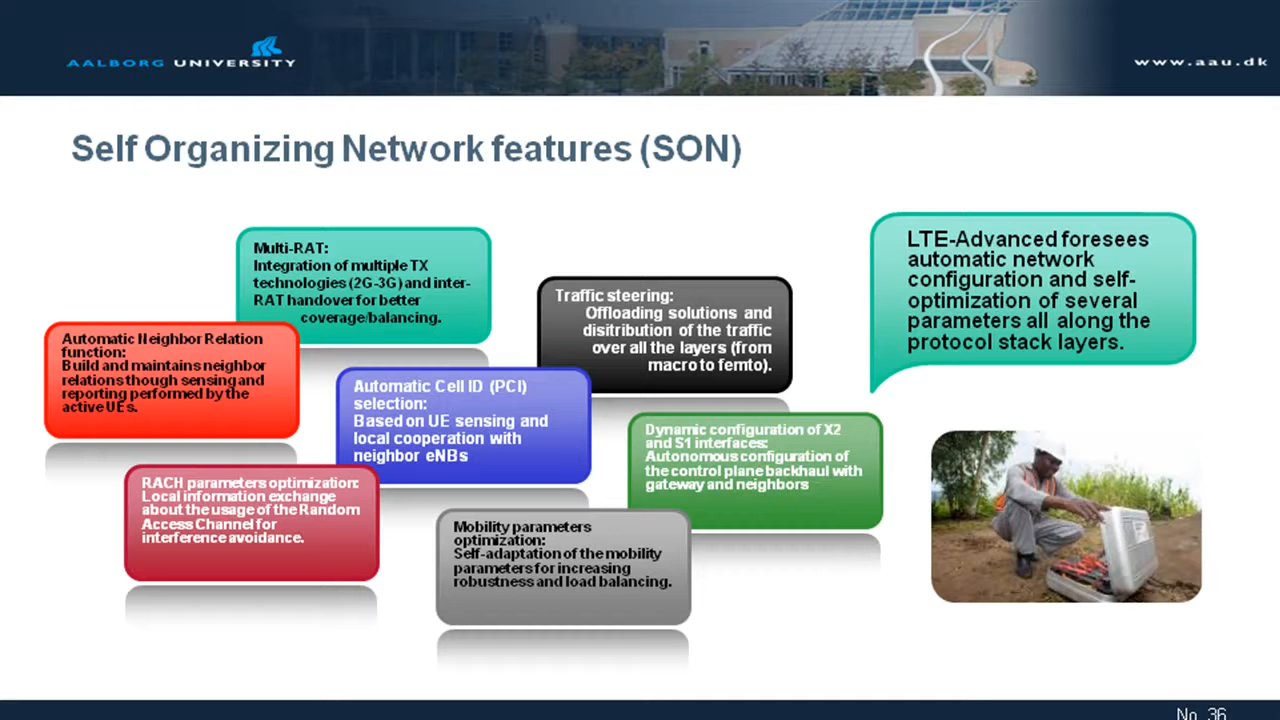 AALBORG UNIVERSITY
www.aau.dk
Self Organizing Network features (SON)
Multi-RAT:
Integration of multiple TX
technologies (2G-3G) and inter-
RAT handover for better
coverage/balancing.
Traffic steering:
Offloading solutions and
disitribution of the traffic
over all the layers (from
macro to femto).
LTE-Advanced foresees
automatic network
configuration and self-
optimization of several
parameters all along the
protocol stack layers.
Automatic Neighbor Relation
function:
Build and maintains neighbor
relations though sensing and
reporting performed by the
active UEs.
Automatic Cell ID (PCI)
selection:
Based on UE sensing and
local cooperation with
neighbor eNBs
Dynamic configuration of X2
and S1 interfaces:
Autonomous configuration of
the control plane backhaul with
gateway and neighbors
RACH parameters optimization:
Local information exchange
about the usage of the Random
Access Channel for
interference avoidance.
Mobility parameters
optimization:
Self-adaptation of the mobility
parameters for increasing
robustness and load balancing.
No. 36